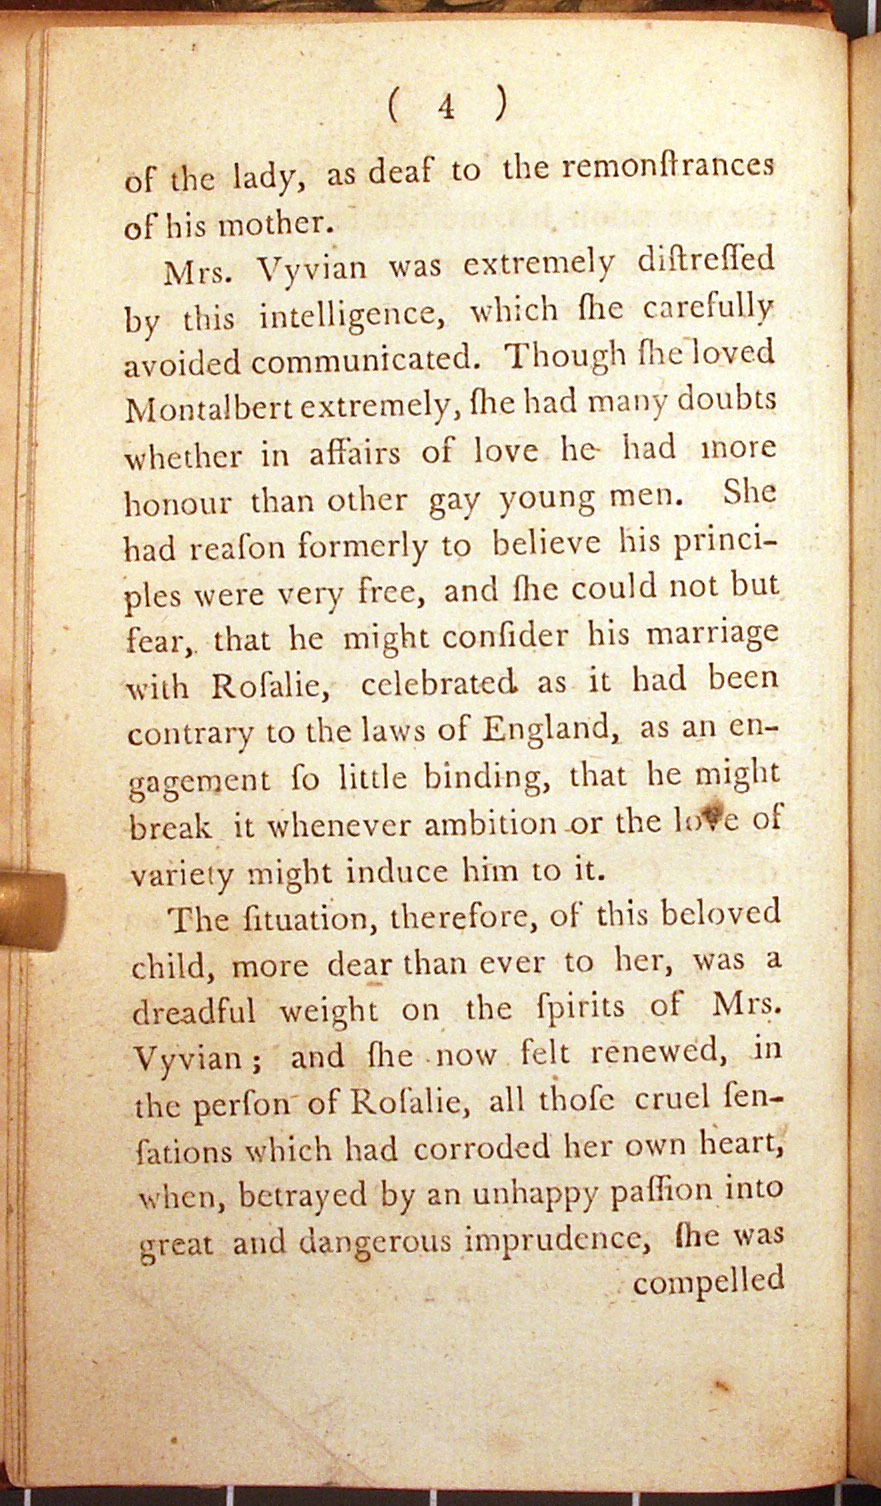 ( 4 )
of the lady, as deaf to the remonſtrances
of his mother.
Mrs. Vyvian was extremely diſtreſſed
by this intelligence, which ſhe carefully
avoided communicated. Though ſhe loved
Montalbert extremely, ſhe had many doubts
whether in affairs of love he had more
honour than other gay young men. She
had reaſon formerly to believe his princi-
ples were very free, and ſhe could not but
fear, that he might conſider his marriage
with Roſalie, celebrated as it had been
contrary to the laws of England, as an en-
gagement ſo little binding, that he might
break it whenever ambition or the love of
variety might induce him to it.
The ſituation, therefore, of this beloved
child, more dear than ever to her, was a
dreadful weight on the ſpirits of Mrs.
Vyvian ; and ſhe now felt renewed, in
the perſon of Roſalie, all thoſe cruel ſen-
ſations which had corroded her own heart,
when, betrayed by an unhappy paſſion into
great and dangerous imprudence, ſhe was
compelled